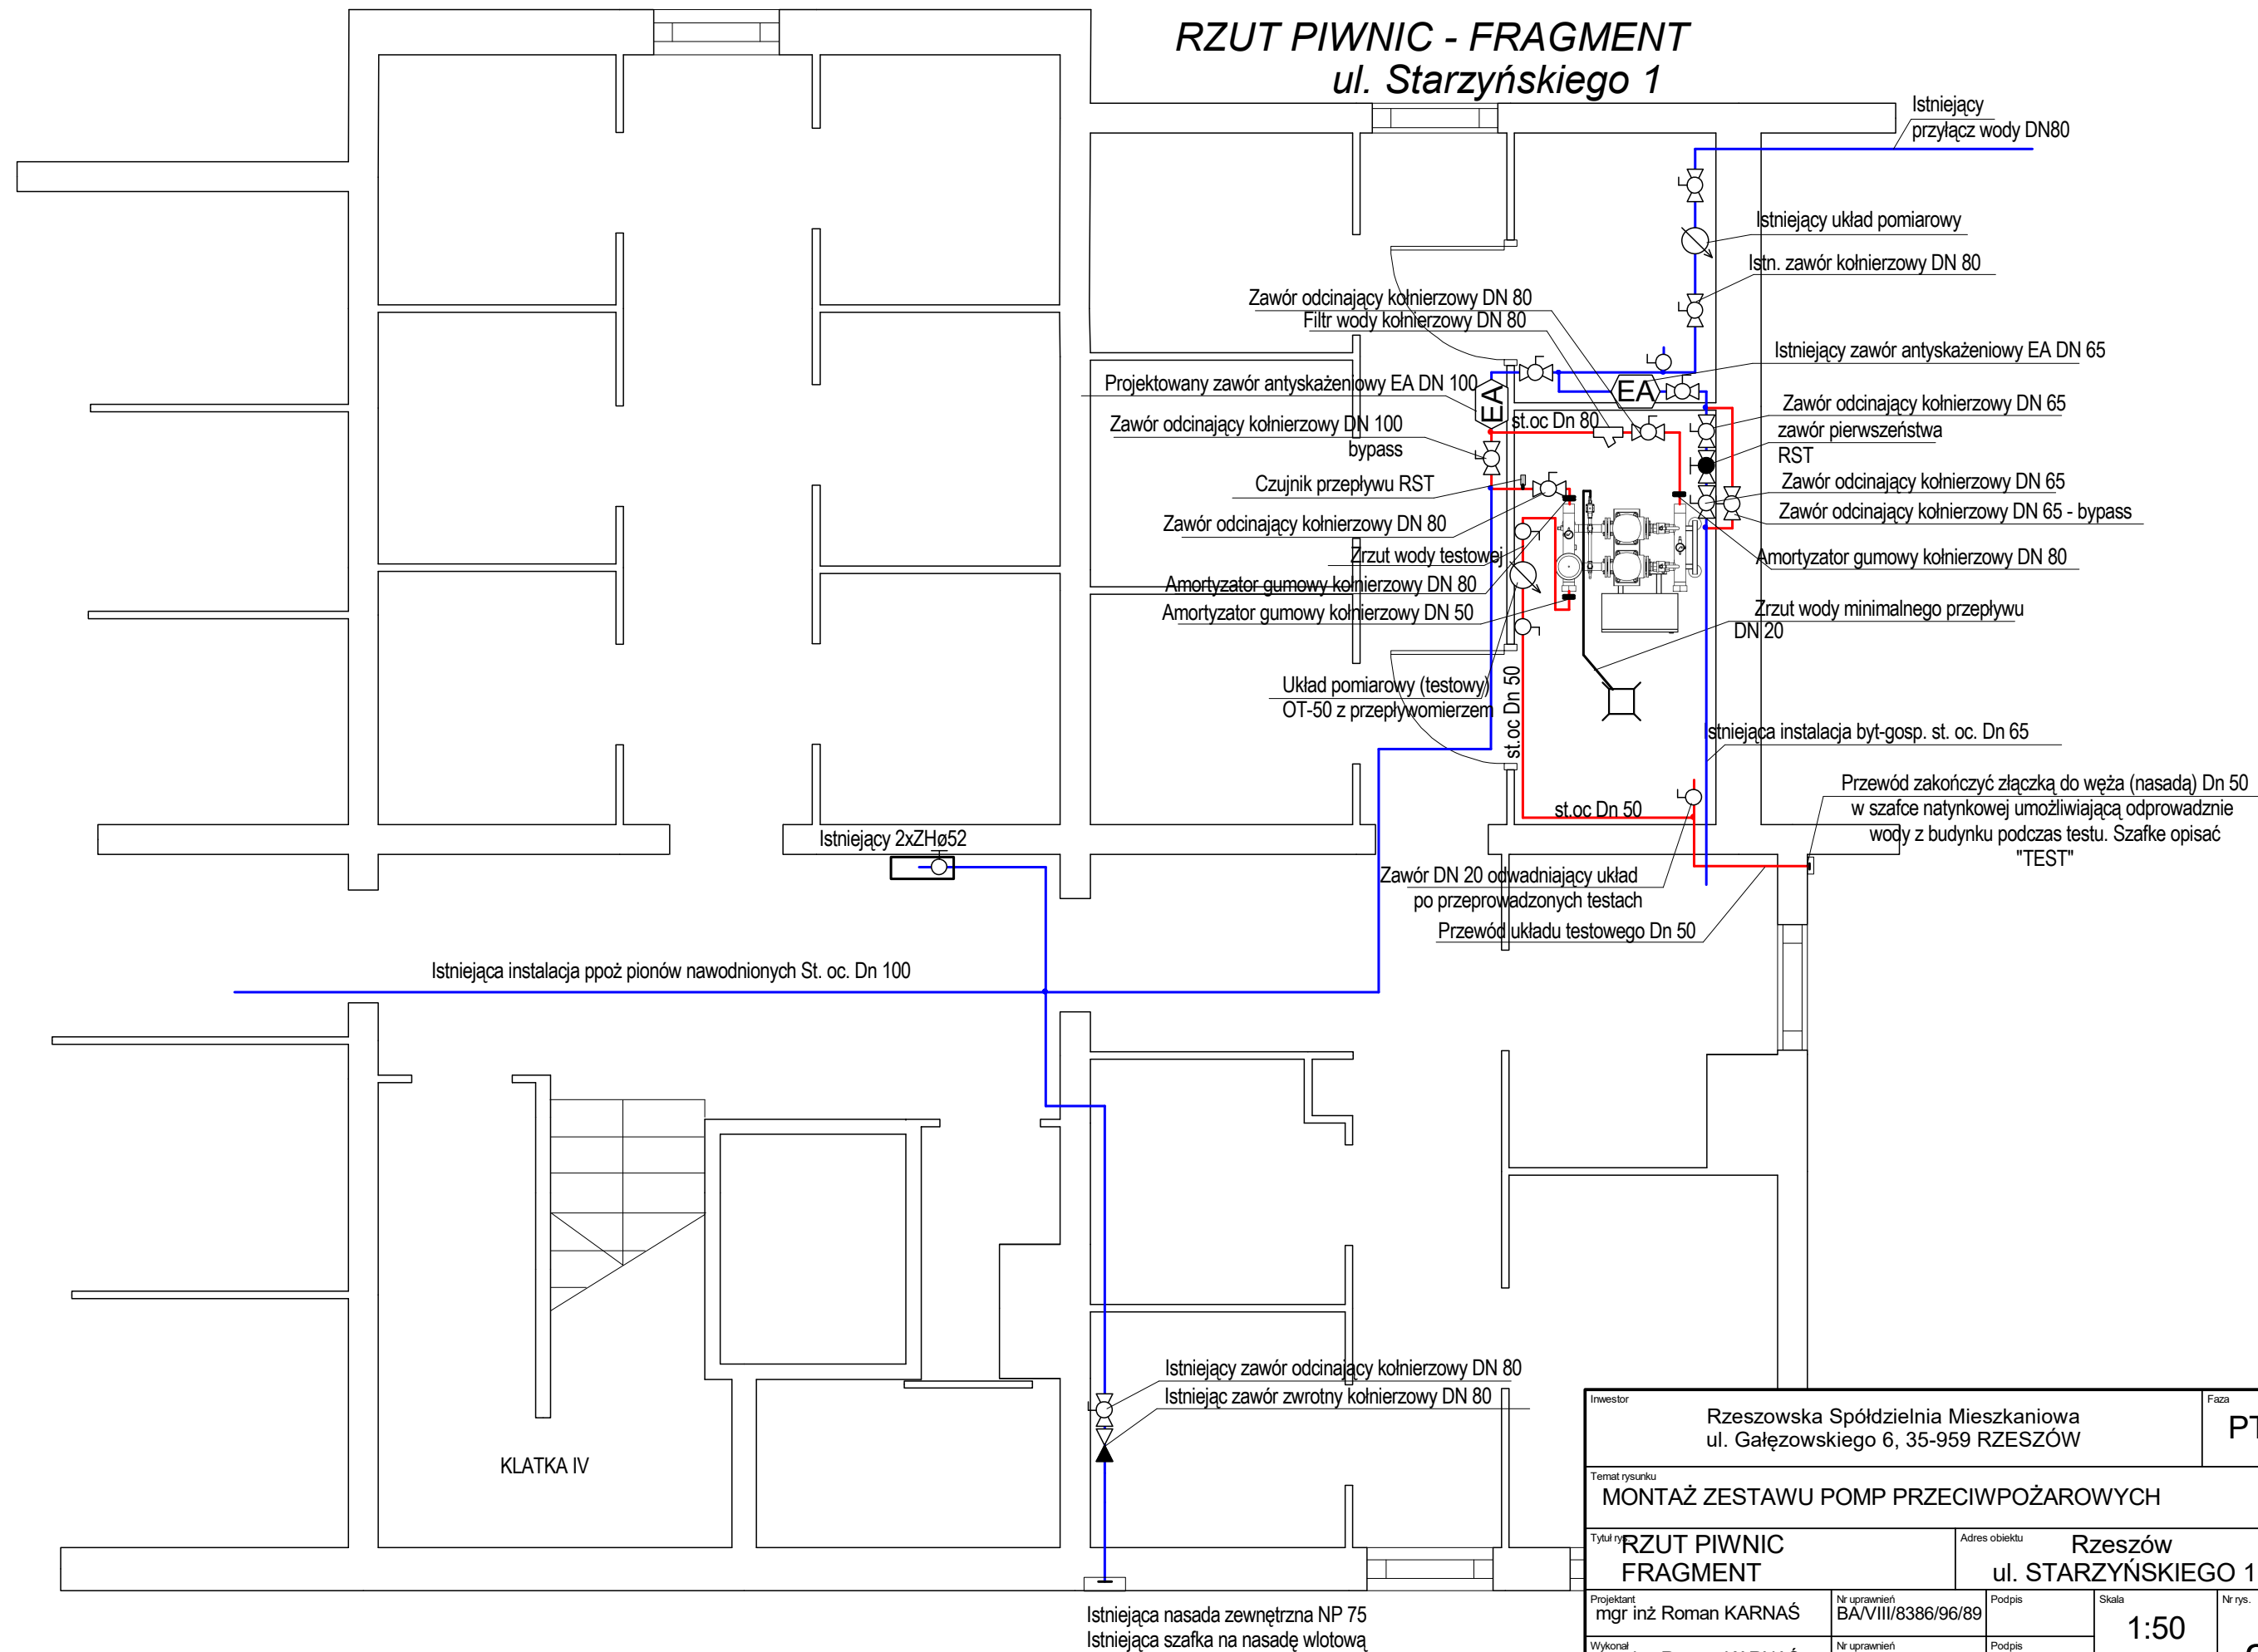 RZUT PIWNIC - FRAGMENT
ul. Starzyńskiego 1
Istniejący
przyłącz wody DN80
Istniejący układ pomiarowy
Istn. zawór kołnierzowy DN 80
Zawór odcinający kołnierzowy DN 80
Filtr wody kołnierzowy DN 80
Istniejący zawór antyskażeniowy EA DN 65
Projektowany zawór antyskażeniowy EA DN 100
EA
EA
Zawór odcinający kołnierzowy DN 65
Zawór odcinający kołnierzowy DN 100
bypass
st.oc Dn 80
zawór pierwszeństwa
RST
Czujnik przepływu RST
Zawór odcinający kołnierzowy DN 65
Zawór odcinający kołnierzowy DN 65 - bypass
Zawór odcinający kołnierzowy DN 80
Zrzut wody testowej
Amortyzator gumowy kołnierzowy DN 80
Amortyzator gumowy kołnierzowy DN 80
Amortyzator gumowy kołnierzowy DN 50
Zrzut wody minimalnego przepływu
DN 20
Układ pomiarowy (testowy)
OT-50 z przepływomierzem
st.oc Dn 50
Istniejąca instalacja byt-gosp. st. oc. Dn 65
Przewód zakończyć złączką do węża (nasadą) Dn 50
w szafce natynkowej umożliwiającą odprowadznie
wody z budynku podczas testu. Szafke opisać
"TEST"
st.oc Dn 50
Istniejący 2xZHø52
Zawór DN 20 odwadniający układ
po przeprowadzonych testach
Przewód układu testowego Dn 50
Istniejąca instalacja ppoż pionów nawodnionych St. oc. Dn 100
Istniejący zawór odcinający kołnierzowy DN 80
Istniejąc zawór zwrotny kołnierzowy DN 80
KLATKA IV
Istniejąca nasada zewnętrzna NP 75
Istniejąca szafka na nasadę wlotową
Inwestor
Rzeszowska Spółdzielnia Mieszkaniowa
ul. Gałęzowskiego 6, 35-959 RZESZÓW
Faza
PT
Temat rysunku
MONTAŻ ZESTAWU POMP PRZECIWPOŻAROWYCH
Tytuł rys.
RZUT PIWNIC
FRAGMENT
Adres obiektu
Rzeszów
ul. STARZYŃSKIEGO 1
Projektant
mgr inż Roman KARNAŚ
Nr uprawnień
BA/VIII/8386/96/89
Podpis
Skala
1:50
Nr rys.
Wykonał
Nr uprawnień
Podpis